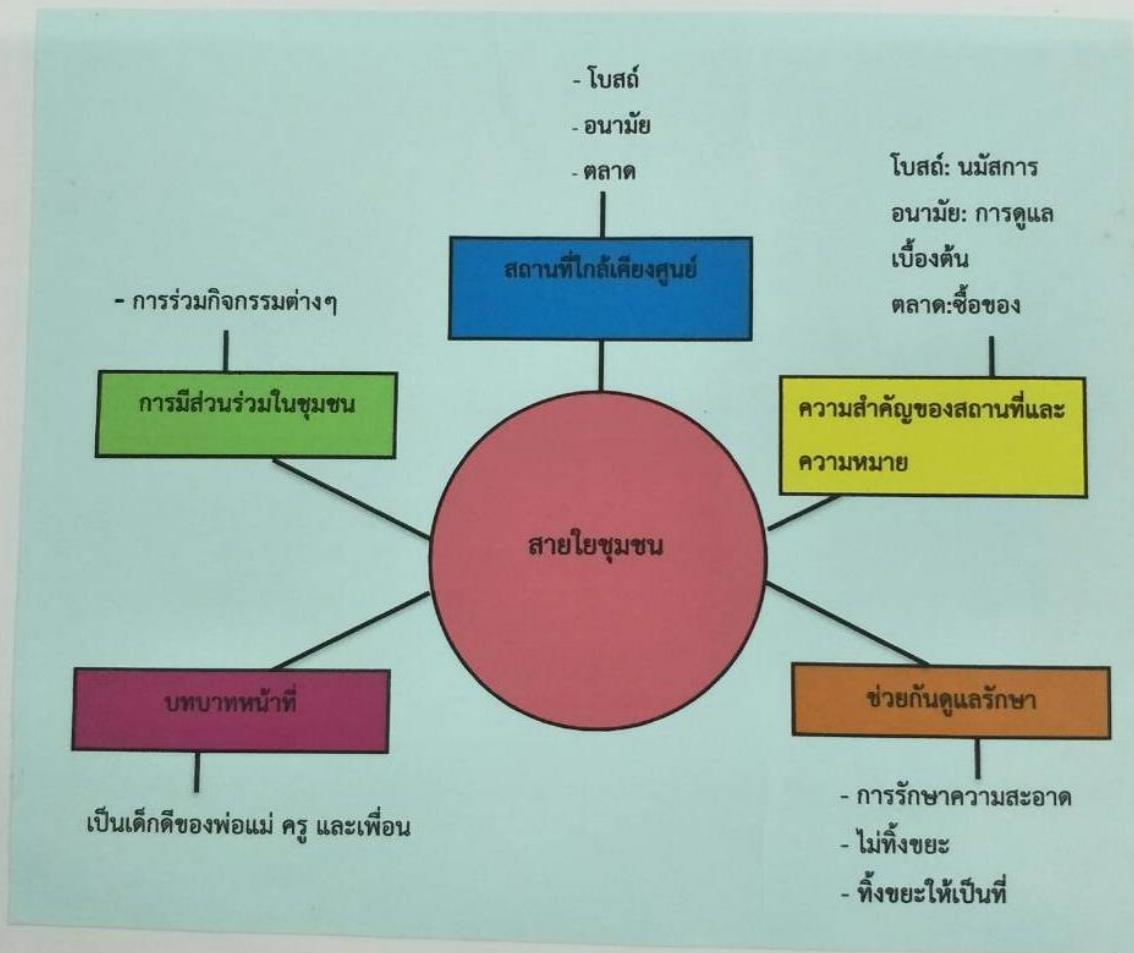 - โบสถ์
- อนามัย
- ตลาด
สถานที่ใกล้เคียงศูนย์
โบสถ์: นมัสการ
อนามัย: การดูแล
เบื้องต้น
ตลาด:ซื้อของ
ความสำคัญของสถานที่และ
ความหมาย
- การร่วมกิจกรรมต่างๆ
การมีส่วนร่วมในชุมชน
สายใยชุมชน
บทบาทหน้าที่
เป็นเด็กดีของพ่อแม่ ครู และเพื่อน
ช่วยกันดูแลรักษา
- การรักษาความสะอาด
- ไม่ทิ้งขยะ
- ทิ้งขยะให้เป็นที่